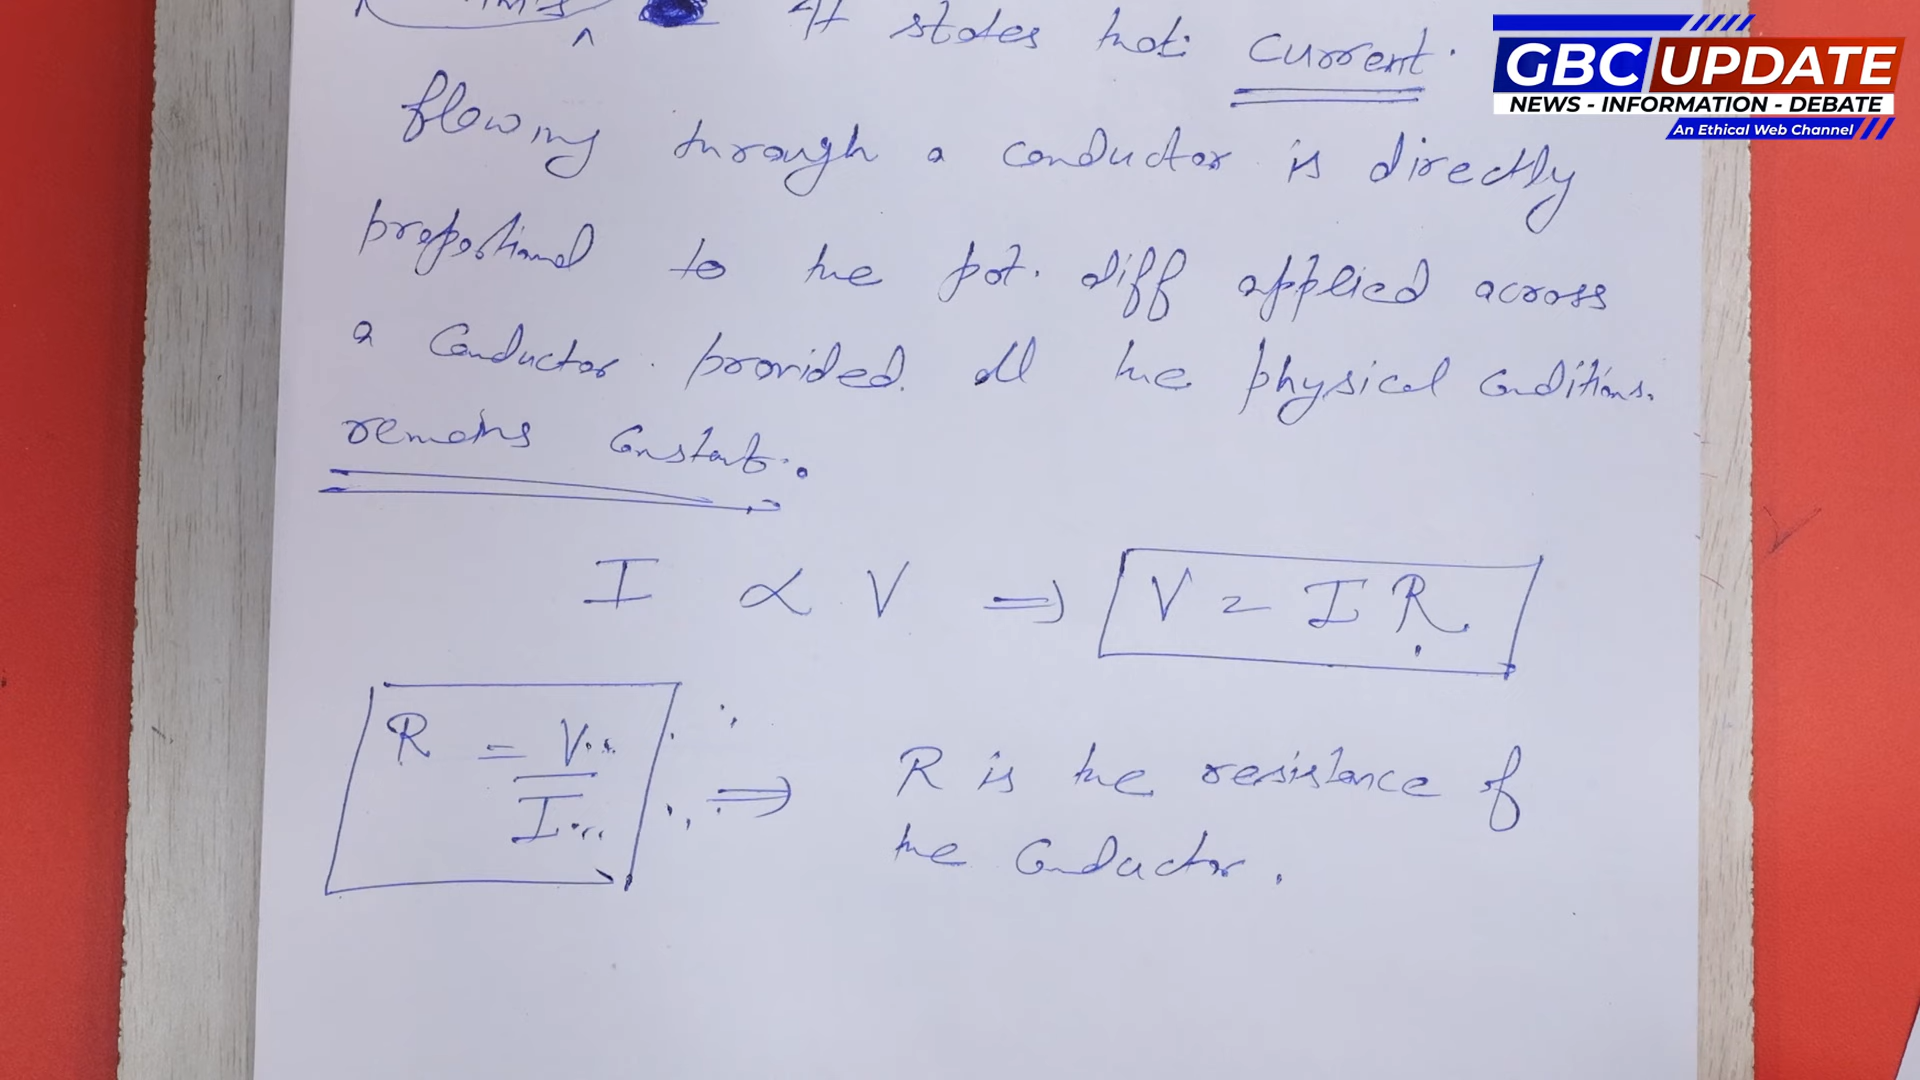 It states that current.
flowing through a conductor is directly
proportional to the pot. diff applied across
a conductor. provided. all the physical conditions.
remains constant.
I ∝ V ⇒ V = IR
R = V/I ⇒ R is the resistance of
the conductor.
GBC UPDATE
NEWS - INFORMATION - DEBATE
An Ethical Web Channel